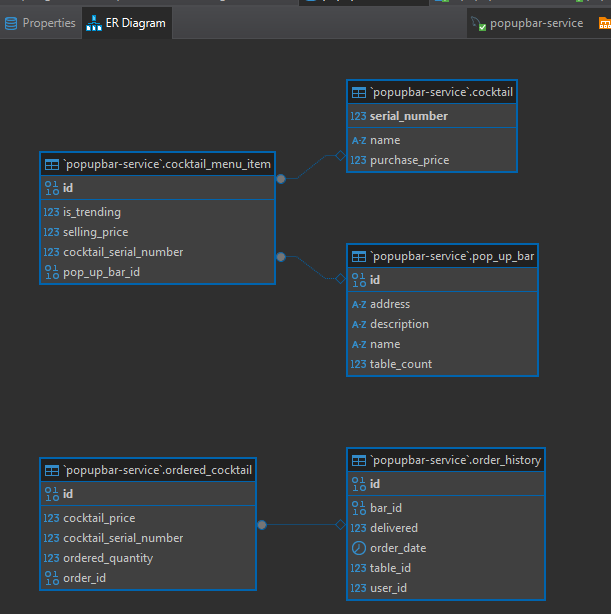 Properties
ER Diagram
popupbar-service
`popupbar-service`.cocktail
123 serial_number
A-Z name
123 purchase_price
`popupbar-service`.cocktail_menu_item
id
123 is_trending
123 selling_price
123 cocktail_serial_number
pop_up_bar_id
`popupbar-service`.pop_up_bar
id
A-Z address
A-Z description
A-Z name
123 table_count
`popupbar-service`.ordered_cocktail
id
123 cocktail_price
123 cocktail_serial_number
123 ordered_quantity
order_id
`popupbar-service`.order_history
id
bar_id
123 delivered
order_date
123 table_id
123 user_id